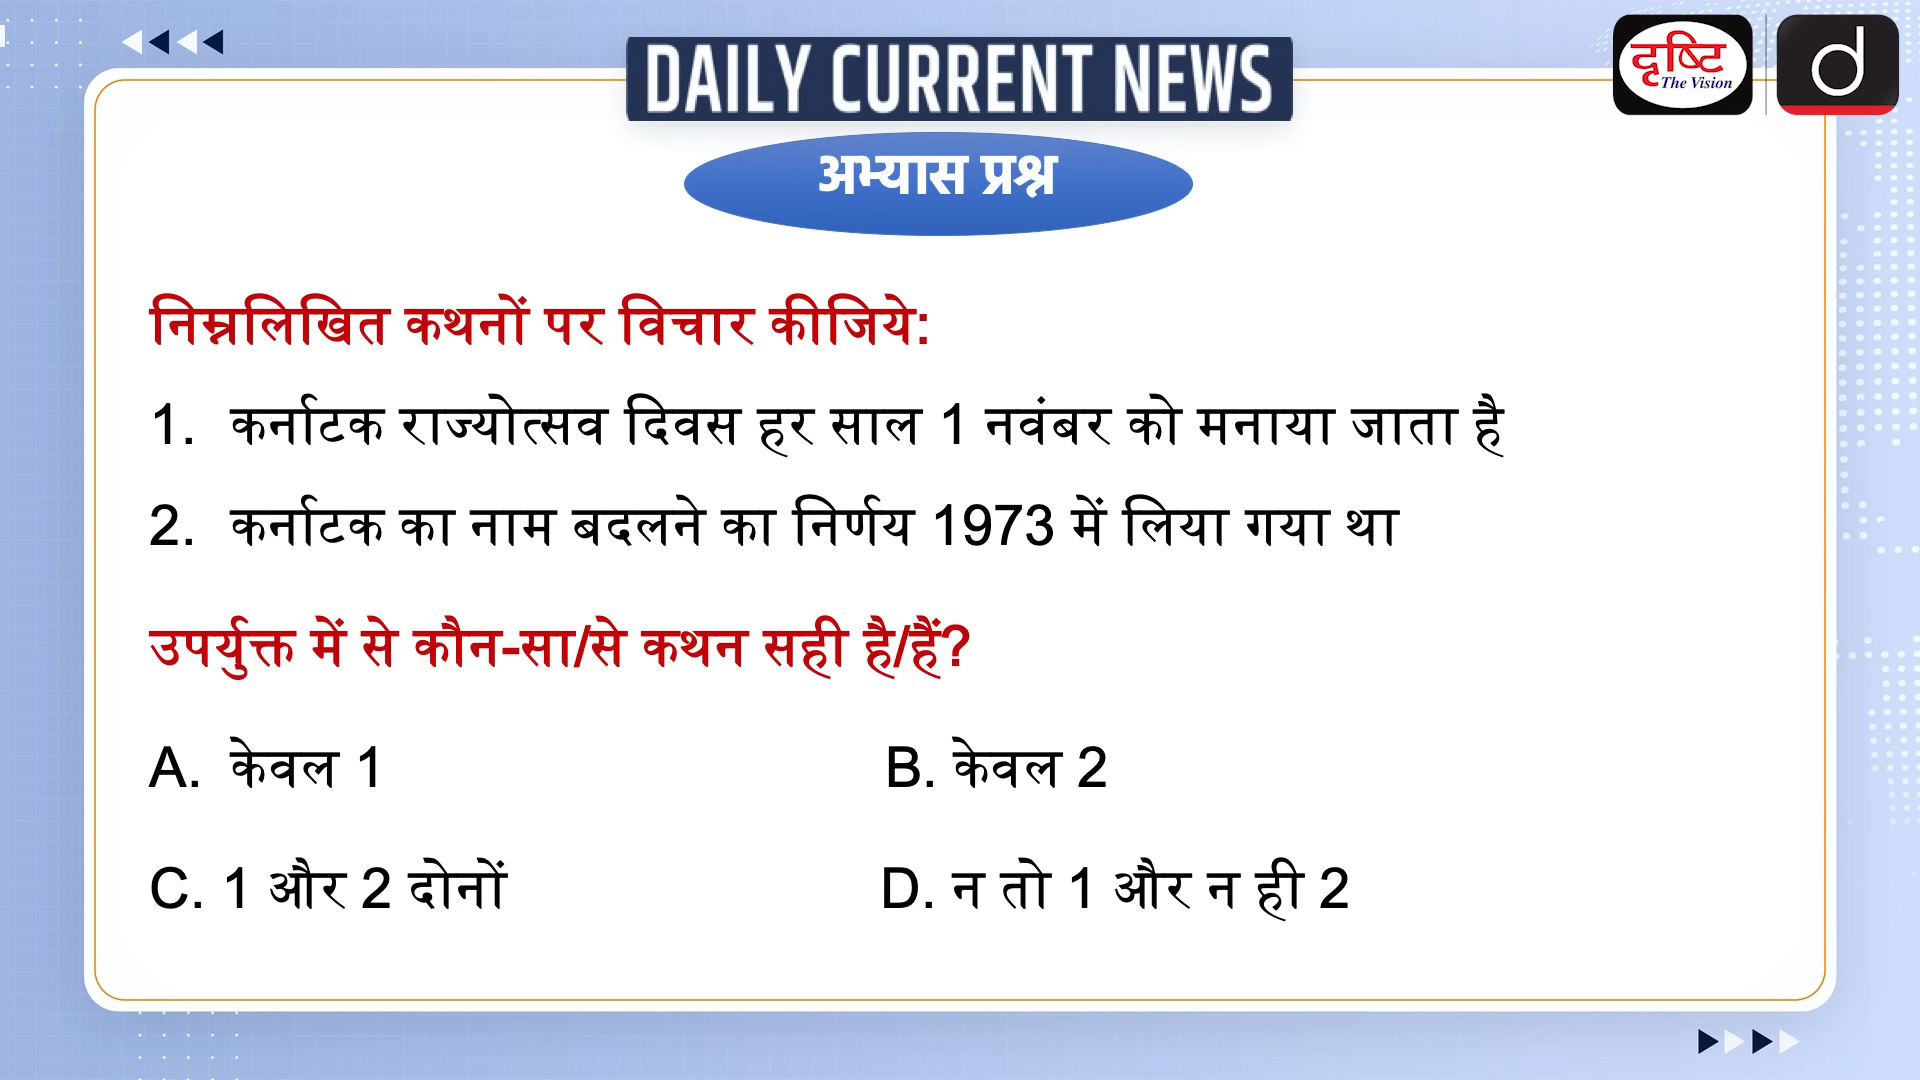 DAILY CURRENT NEWS
दृष्टि
The Vision
d
अभ्यास प्रश्न
निम्नलिखित कथनों पर विचार कीजिये:
1. कर्नाटक राज्योत्सव दिवस हर साल 1 नवंबर को मनाया जाता है
2. कर्नाटक का नाम बदलने का निर्णय 1973 में लिया गया था
उपर्युक्त में से कौन-सा/से कथन सही है/हैं?
A. केवल 1 B. केवल 2
C. 1 और 2 दोनों D. न तो 1 और न ही 2